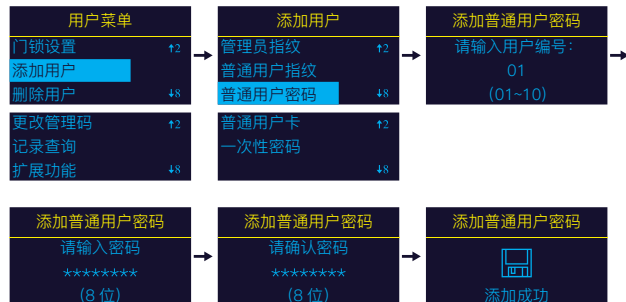 用户菜单
门锁设置 ↑2
添加用户
删除用户 ↓8
更改管理码 ↑2
记录查询
扩展功能 ↓8
添加用户
管理员指纹 ↑2
普通用户指纹
普通用户密码 ↓8
普通用户卡 ↑2
一次性密码
↓8
添加普通用户密码
请输入用户编号:
01
(01~10)
添加普通用户密码
请输入密码
********
(8 位)
添加普通用户密码
请确认密码
********
(8 位)
添加普通用户密码
添加成功